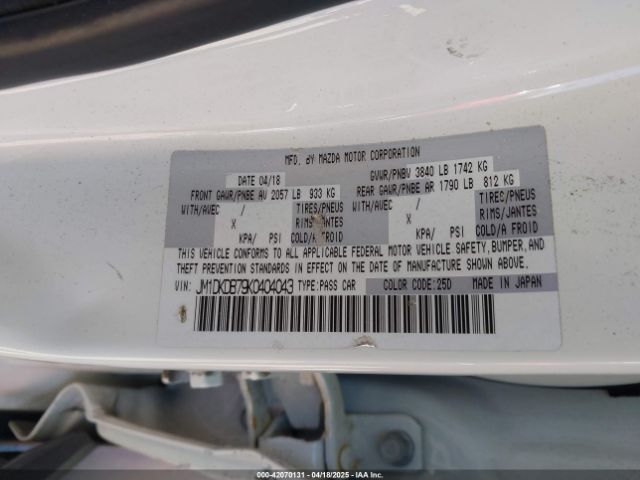 MFD. BY MAZDA MOTOR CORPORATION
DATE 04/18 GVWR/PNBV 3840 LB 1742 KG
FRONT GAWR/PNBE AV 2057 LB 933 KG REAR GAWR/PNBE AR 1790 LB 812 KG
WITH/AVEC / TIRES/PNEUS WITH/AVEC / TIRES/PNEUS
X RIMS/JANTES X RIMS/JANTES
KPA/ PSI COLD/A FROID KPA/ PSI COLD/A FROID
THIS VEHICLE CONFORMS TO ALL APPLICABLE FEDERAL MOTOR VEHICLE SAFETY, BUMPER, AND
THEFT PREVENTION STANDARDS IN EFFECT ON THE DATE OF MANUFACTURE SHOWN ABOVE.
VIN: JM1DKDB79K0404043 TYPE:PASS CAR COLOR CODE:25D MADE IN JAPAN
000-42070131 - 04/18/2025 - IAA Inc.